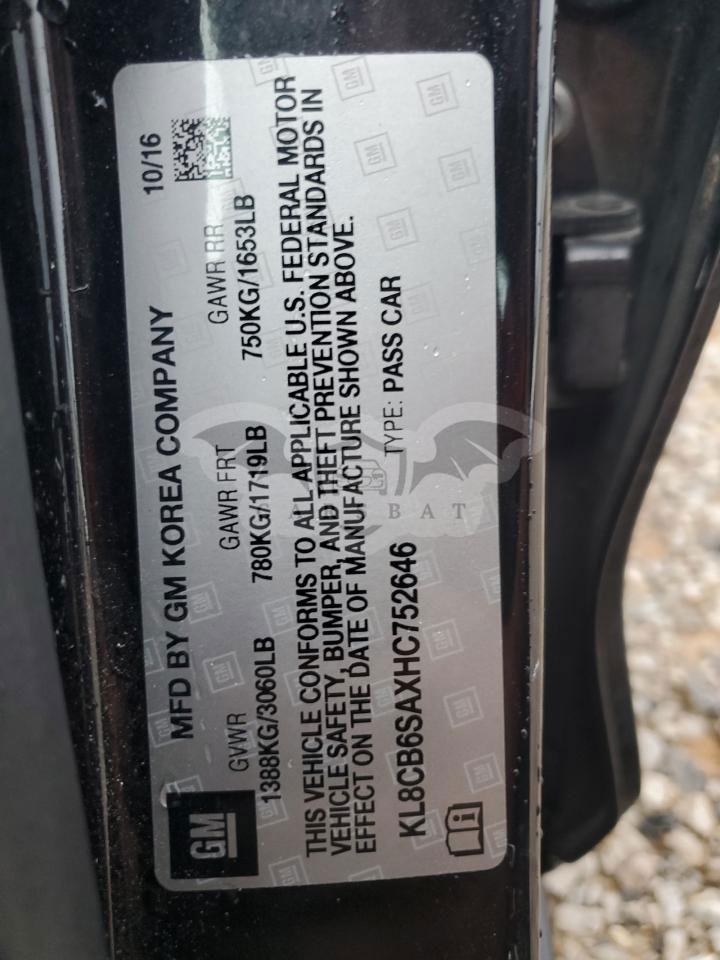 MFD BY GM KOREA COMPANY 10/16
GVWR GAWR FRT GAWR RR
1388KG/3060LB 780KG/1719LB 750KG/1653LB
THIS VEHICLE CONFORMS TO ALL APPLICABLE U.S. FEDERAL MOTOR
VEHICLE SAFETY, BUMPER, AND THEFT PREVENTION STANDARDS IN
EFFECT ON THE DATE OF MANUFACTURE SHOWN ABOVE.
KL8CB6SAXHC752646 TYPE: PASS CAR
GM